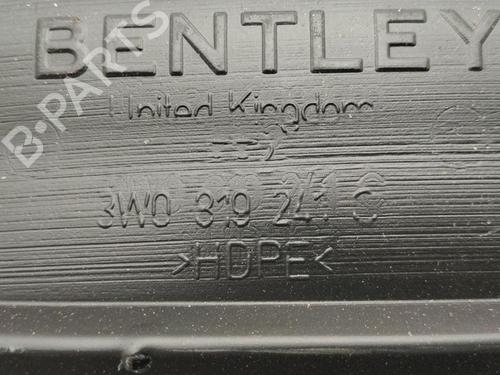 BENTLEY
United Kingdom
3W0 319 241 C
>HDPE<
B-PARTS